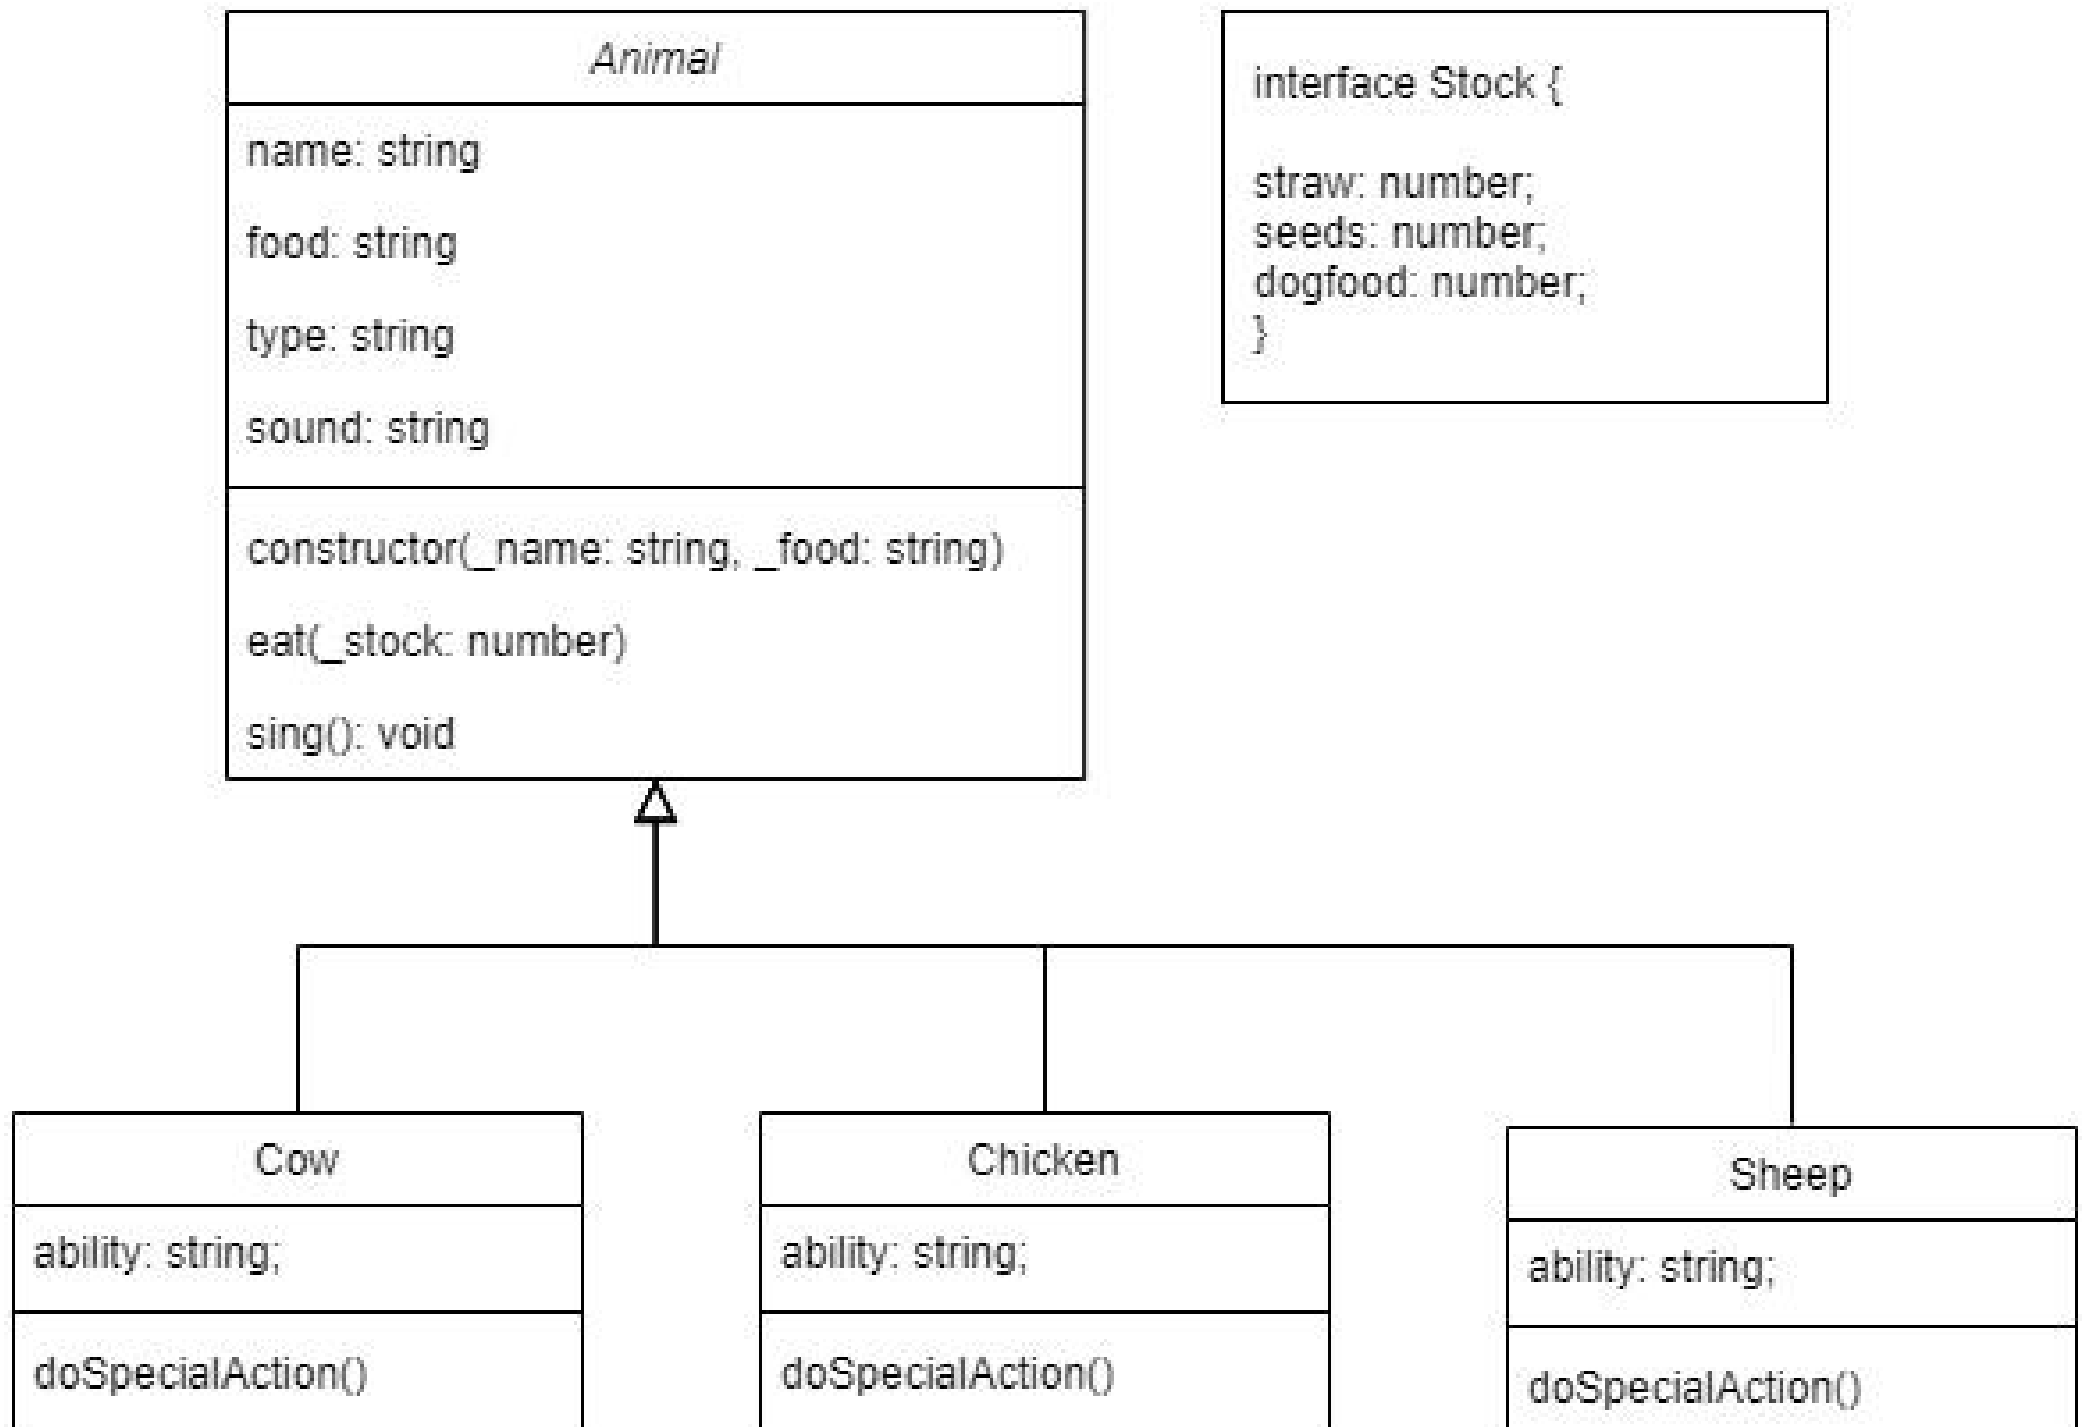 Animal
name: string
food: string
type: string
sound: string
constructor(_name: string, _food: string)
eat(_stock: number)
sing(): void
interface Stock {
straw: number;
seeds: number;
dogfood: number;
}
Cow
ability: string;
doSpecialAction()
Chicken
ability: string;
doSpecialAction()
Sheep
ability: string;
doSpecialAction()